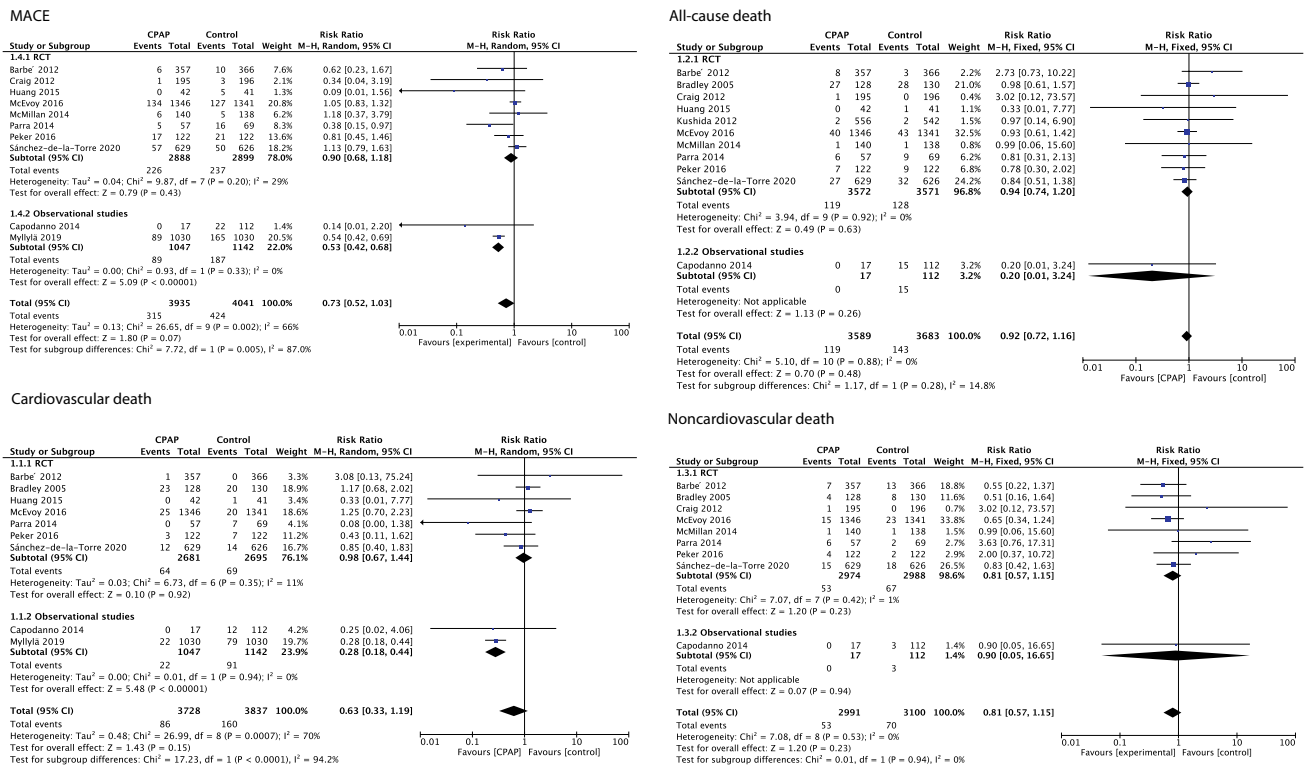 MACE
CPAP Control Risk Ratio Risk Ratio
Study or Subgroup Events Total Events Total Weight M-H, Random, 95% CI M-H, Random, 95% CI
1.4.1 RCT
Barbe´ 2012 6 357 10 366 7.6% 0.62 [0.23, 1.67]
Craig 2012 1 195 3 196 1.9% 0.34 [0.04, 3.19]
Huang 2015 0 42 5 41 1.2% 0.09 [0.01, 1.56]
McEvoy 2016 134 1346 127 1341 20.8% 1.05 [0.83, 1.32]
McMillan 2014 6 140 5 138 6.2% 1.18 [0.37, 3.79]
Parra 2014 5 57 16 69 8.3% 0.38 [0.15, 0.97]
Peker 2016 17 122 21 122 13.6% 0.81 [0.45, 1.46]
Sánchez-de-la-Torre 2020 57 629 50 626 18.5% 1.13 [0.79, 1.63]
Subtotal (95% CI) 2888 2899 78.0% 0.90 [0.68, 1.18]
Total events 226 237
Heterogeneity: Tau² = 0.04; Chi² = 9.87, df = 7 (P = 0.20); I² = 29%
Test for overall effect: Z = 0.79 (P = 0.43)
1.4.2 Observational studies
Capodanno 2014 0 17 22 112 1.4% 0.14 [0.01, 2.20]
Myllylä 2019 89 1030 165 1030 20.5% 0.54 [0.42, 0.69]
Subtotal (95% CI) 1047 1142 22.0% 0.53 [0.42, 0.68]
Total events 89 187
Heterogeneity: Tau² = 0.00; Chi² = 0.93, df = 1 (P = 0.33); I² = 0%
Test for overall effect: Z = 5.09 (P < 0.00001)
Total (95% CI) 3935 4041 100.0% 0.73 [0.52, 1.03]
Total events 315 424
Heterogeneity: Tau² = 0.13; Chi² = 26.65, df = 9 (P = 0.002); I² = 66%
Test for overall effect: Z = 1.80 (P = 0.07)
Test for subgroup differences: Chi² = 7.72, df = 1 (P = 0.005), I² = 87.0%
0.01 0.1 1 10 100
Favours [experimental] Favours [control]
All-cause death
CPAP Control Risk Ratio Risk Ratio
Study or Subgroup Events Total Events Total Weight M-H, Fixed, 95% CI M-H, Fixed, 95% CI
1.2.1 RCT
Barbe´ 2012 8 357 3 366 2.2% 2.73 [0.73, 10.22]
Bradley 2005 27 128 28 130 21.0% 0.98 [0.61, 1.57]
Craig 2012 1 195 0 196 0.4% 3.02 [0.12, 73.57]
Huang 2015 0 42 1 41 1.1% 0.33 [0.01, 7.77]
Kushida 2012 2 556 2 542 1.5% 0.97 [0.14, 6.90]
McEvoy 2016 40 1346 43 1341 32.5% 0.93 [0.61, 1.42]
McMillan 2014 1 140 1 138 0.8% 0.99 [0.06, 15.60]
Parra 2014 6 57 9 69 6.2% 0.81 [0.31, 2.13]
Peker 2016 7 122 9 122 6.8% 0.78 [0.30, 2.02]
Sánchez-de-la-Torre 2020 27 629 32 626 24.2% 0.84 [0.51, 1.38]
Subtotal (95% CI) 3572 3571 96.8% 0.94 [0.74, 1.20]
Total events 119 128
Heterogeneity: Chi² = 3.94, df = 9 (P = 0.92); I² = 0%
Test for overall effect: Z = 0.49 (P = 0.63)
1.2.2 Observational studies
Capodanno 2014 0 17 15 112 3.2% 0.20 [0.01, 3.24]
Subtotal (95% CI) 17 112 3.2% 0.20 [0.01, 3.24]
Total events 0 15
Heterogeneity: Not applicable
Test for overall effect: Z = 1.13 (P = 0.26)
Total (95% CI) 3589 3683 100.0% 0.92 [0.72, 1.16]
Total events 119 143
Heterogeneity: Chi² = 5.10, df = 10 (P = 0.88); I² = 0%
Test for overall effect: Z = 0.70 (P = 0.48)
Test for subgroup differences: Chi² = 1.17, df = 1 (P = 0.28), I² = 14.8%
0.01 0.1 1 10 100
Favours [CPAP] Favours [control]
Cardiovascular death
CPAP Control Risk Ratio Risk Ratio
Study or Subgroup Events Total Events Total Weight M-H, Random, 95% CI M-H, Random, 95% CI
1.1.1 RCT
Barbe´ 2012 1 357 0 366 3.3% 3.08 [0.13, 75.24]
Bradley 2005 23 128 20 130 18.9% 1.17 [0.68, 2.02]
Huang 2015 0 42 1 41 3.4% 0.33 [0.01, 7.77]
McEvoy 2016 25 1346 20 1341 18.6% 1.25 [0.70, 2.23]
Parra 2014 0 57 7 69 4.1% 0.08 [0.00, 1.38]
Peker 2016 3 122 7 122 11.2% 0.43 [0.11, 1.62]
Sánchez-de-la-Torre 2020 12 629 14 626 16.7% 0.85 [0.40, 1.83]
Subtotal (95% CI) 2681 2695 76.1% 0.98 [0.67, 1.44]
Total events 64 69
Heterogeneity: Tau² = 0.03; Chi² = 6.73, df = 6 (P = 0.35); I² = 11%
Test for overall effect: Z = 0.10 (P = 0.92)
1.1.2 Observational studies
Capodanno 2014 0 17 12 112 4.2% 0.25 [0.02, 4.06]
Myllylä 2019 22 1030 79 1030 19.7% 0.28 [0.18, 0.44]
Subtotal (95% CI) 1047 1142 23.9% 0.28 [0.18, 0.44]
Total events 22 91
Heterogeneity: Tau² = 0.00; Chi² = 0.01, df = 1 (P = 0.94); I² = 0%
Test for overall effect: Z = 5.48 (P < 0.00001)
Total (95% CI) 3728 3837 100.0% 0.63 [0.33, 1.19]
Total events 86 160
Heterogeneity: Tau² = 0.48; Chi² = 26.99, df = 8 (P = 0.0007); I² = 70%
Test for overall effect: Z = 1.43 (P = 0.15)
Test for subgroup differences: Chi² = 17.23, df = 1 (P < 0.0001), I² = 94.2%
0.01 0.1 1 10 100
Favours [CPAP] Favours [control]
Noncardiovascular death
CPAP Control Risk Ratio Risk Ratio
Study or Subgroup Events Total Events Total Weight M-H, Fixed, 95% CI M-H, Fixed, 95% CI
1.3.1 RCT
Barbe´ 2012 7 357 13 366 18.8% 0.55 [0.22, 1.37]
Bradley 2005 4 128 8 130 11.6% 0.51 [0.16, 1.64]
Craig 2012 1 195 0 196 0.7% 3.02 [0.12, 73.57]
McEvoy 2016 15 1346 23 1341 33.8% 0.65 [0.34, 1.24]
McMillan 2014 1 140 1 138 1.5% 0.99 [0.06, 15.60]
Parra 2014 6 57 2 69 2.7% 3.63 [0.76, 17.31]
Peker 2016 4 122 2 122 2.9% 2.00 [0.37, 10.72]
Sánchez-de-la-Torre 2020 15 629 18 626 26.5% 0.83 [0.42, 1.63]
Subtotal (95% CI) 2974 2988 98.6% 0.81 [0.57, 1.15]
Total events 53 67
Heterogeneity: Chi² = 7.07, df = 7 (P = 0.42); I² = 1%
Test for overall effect: Z = 1.20 (P = 0.23)
1.3.2 Observational studies
Capodanno 2014 0 17 3 112 1.4% 0.90 [0.05, 16.65]
Subtotal (95% CI) 17 112 1.4% 0.90 [0.05, 16.65]
Total events 0 3
Heterogeneity: Not applicable
Test for overall effect: Z = 0.07 (P = 0.94)
Total (95% CI) 2991 3100 100.0% 0.81 [0.57, 1.15]
Total events 53 70
Heterogeneity: Chi² = 7.08, df = 8 (P = 0.53); I² = 0%
Test for overall effect: Z = 1.20 (P = 0.23)
Test for subgroup differences: Chi² = 0.01, df = 1 (P = 0.94), I² = 0%
0.01 0.1 1 10 100
Favours [experimental] Favours [control]